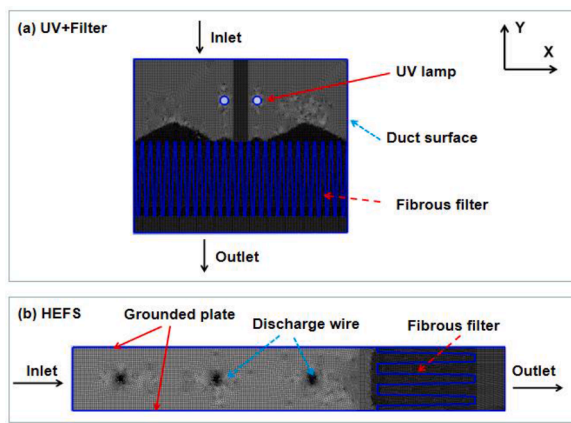 (a) UV+Filter
Inlet
Y
X
UV lamp
Duct surface
Fibrous filter
Outlet
(b) HEFS
Grounded plate
Discharge wire
Fibrous filter
Inlet
Outlet